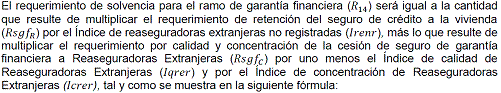 El requerimiento de solvencia para el ramo de garantía financiera (R₁₄) será igual a la cantidad
que resulte de multiplicar el requerimiento de retención del seguro de crédito a la vivienda
(Rsgf_R) por el Índice de reaseguradoras extranjeras no registradas (Irenr), más lo que resulte de
multiplicar el requerimiento por calidad y concentración de la cesión de seguro de garantía
financiera a Reaseguradoras Extranjeras (Rsgf_C) por uno menos el Índice de calidad de
Reaseguradoras Extranjeras (Iqrer) y por el Índice de concentración de Reaseguradoras
Extranjeras (Icrer), tal y como se muestra en la siguiente fórmula: